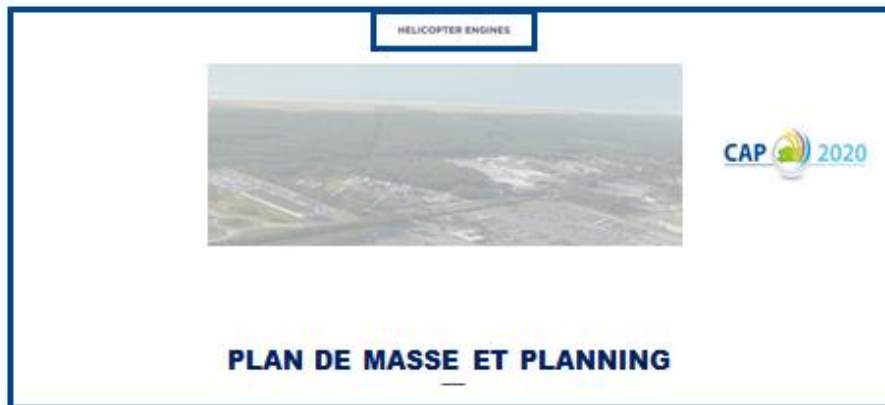 HELICOPTER ENGINES
CAP 2020
PLAN DE MASSE ET PLANNING